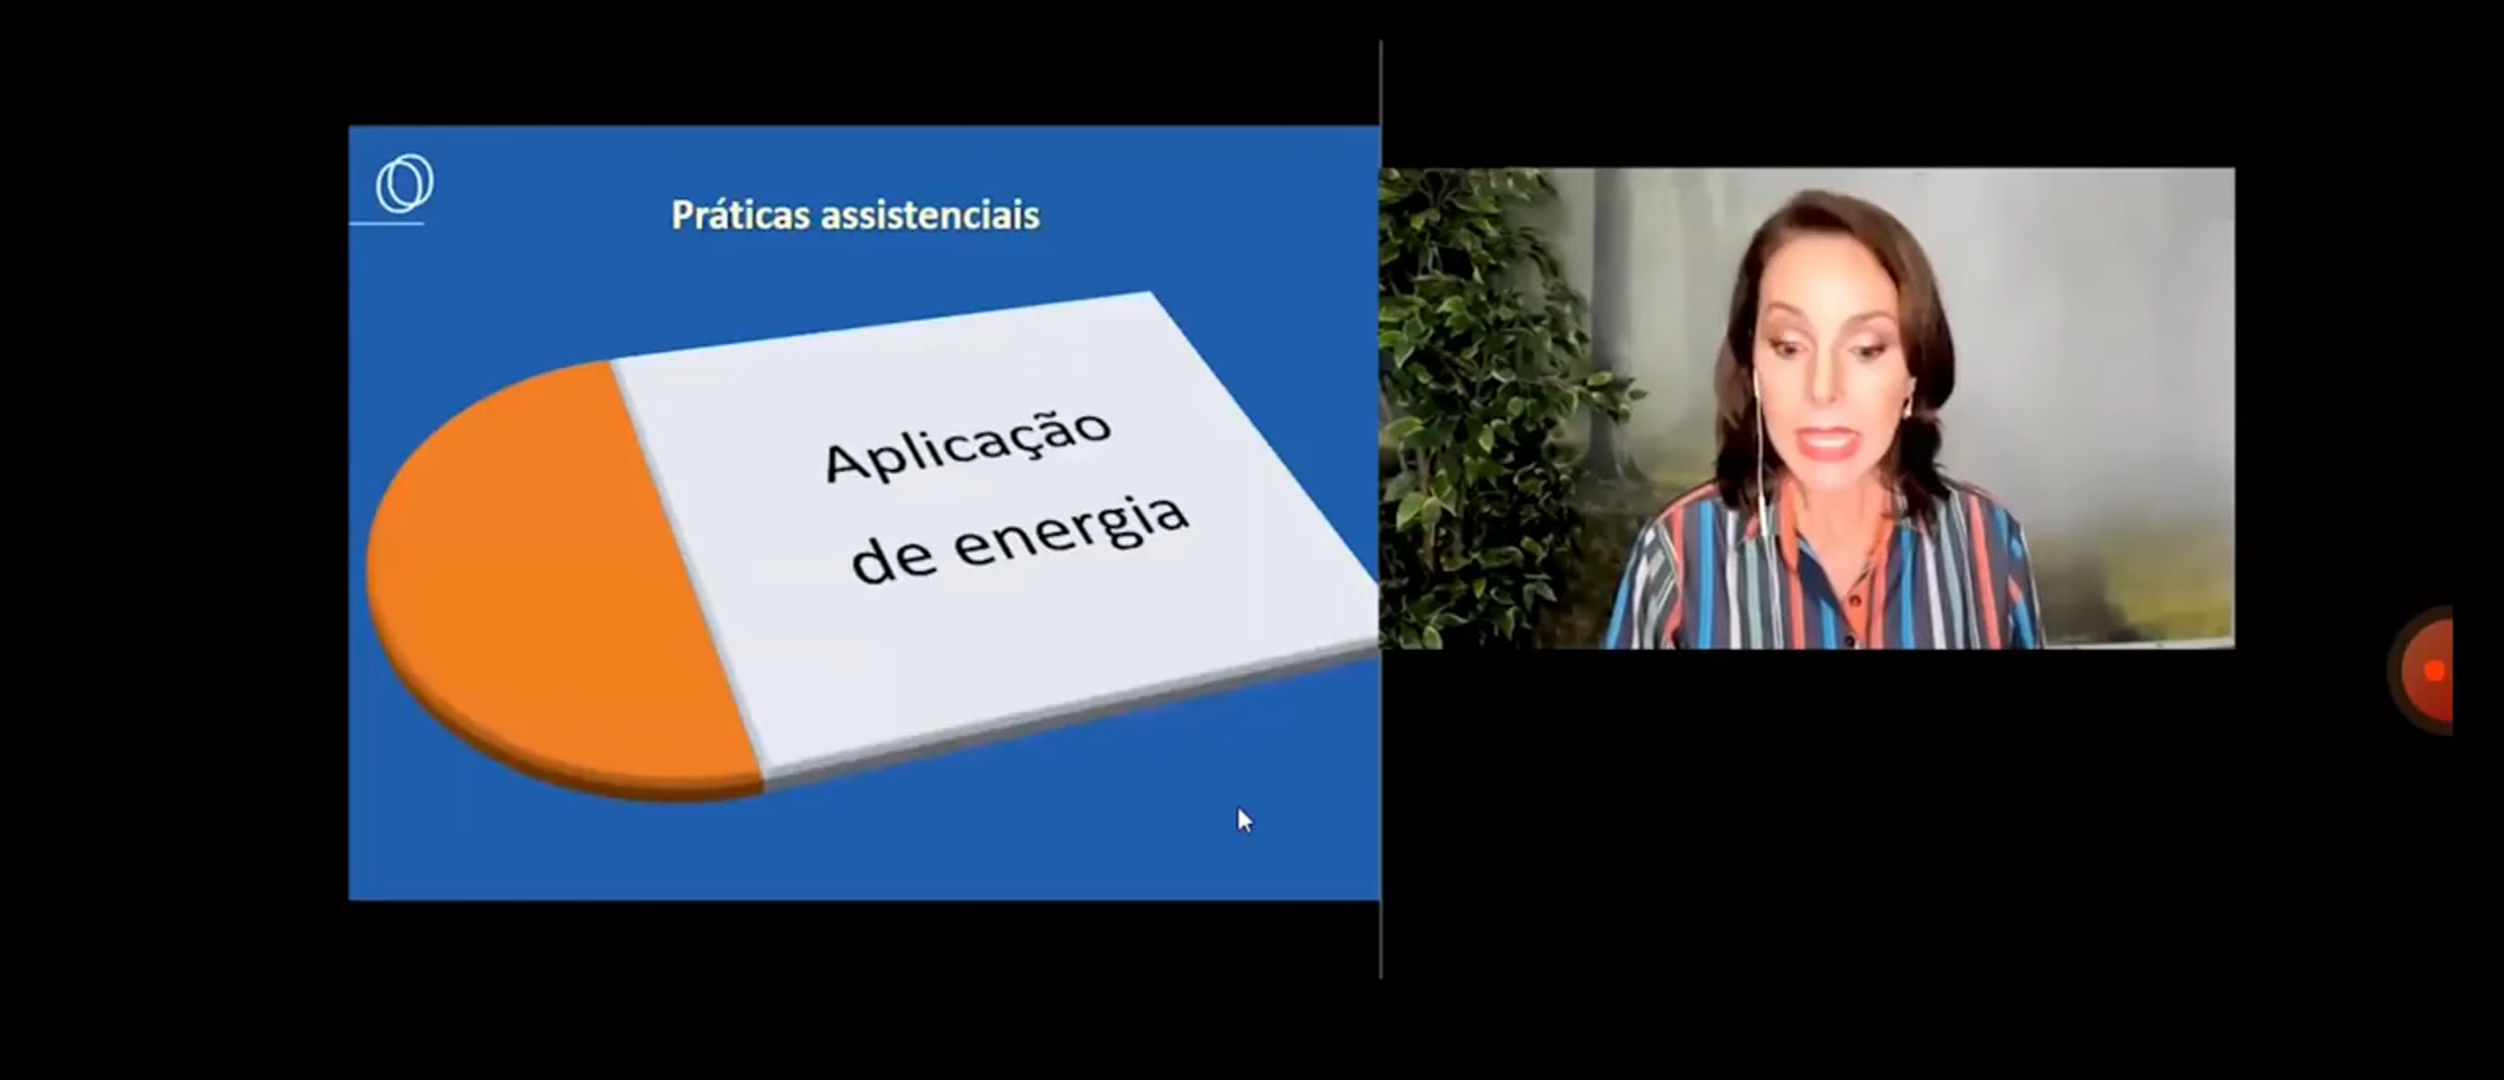 Práticas assistenciais
Aplicação
de energia